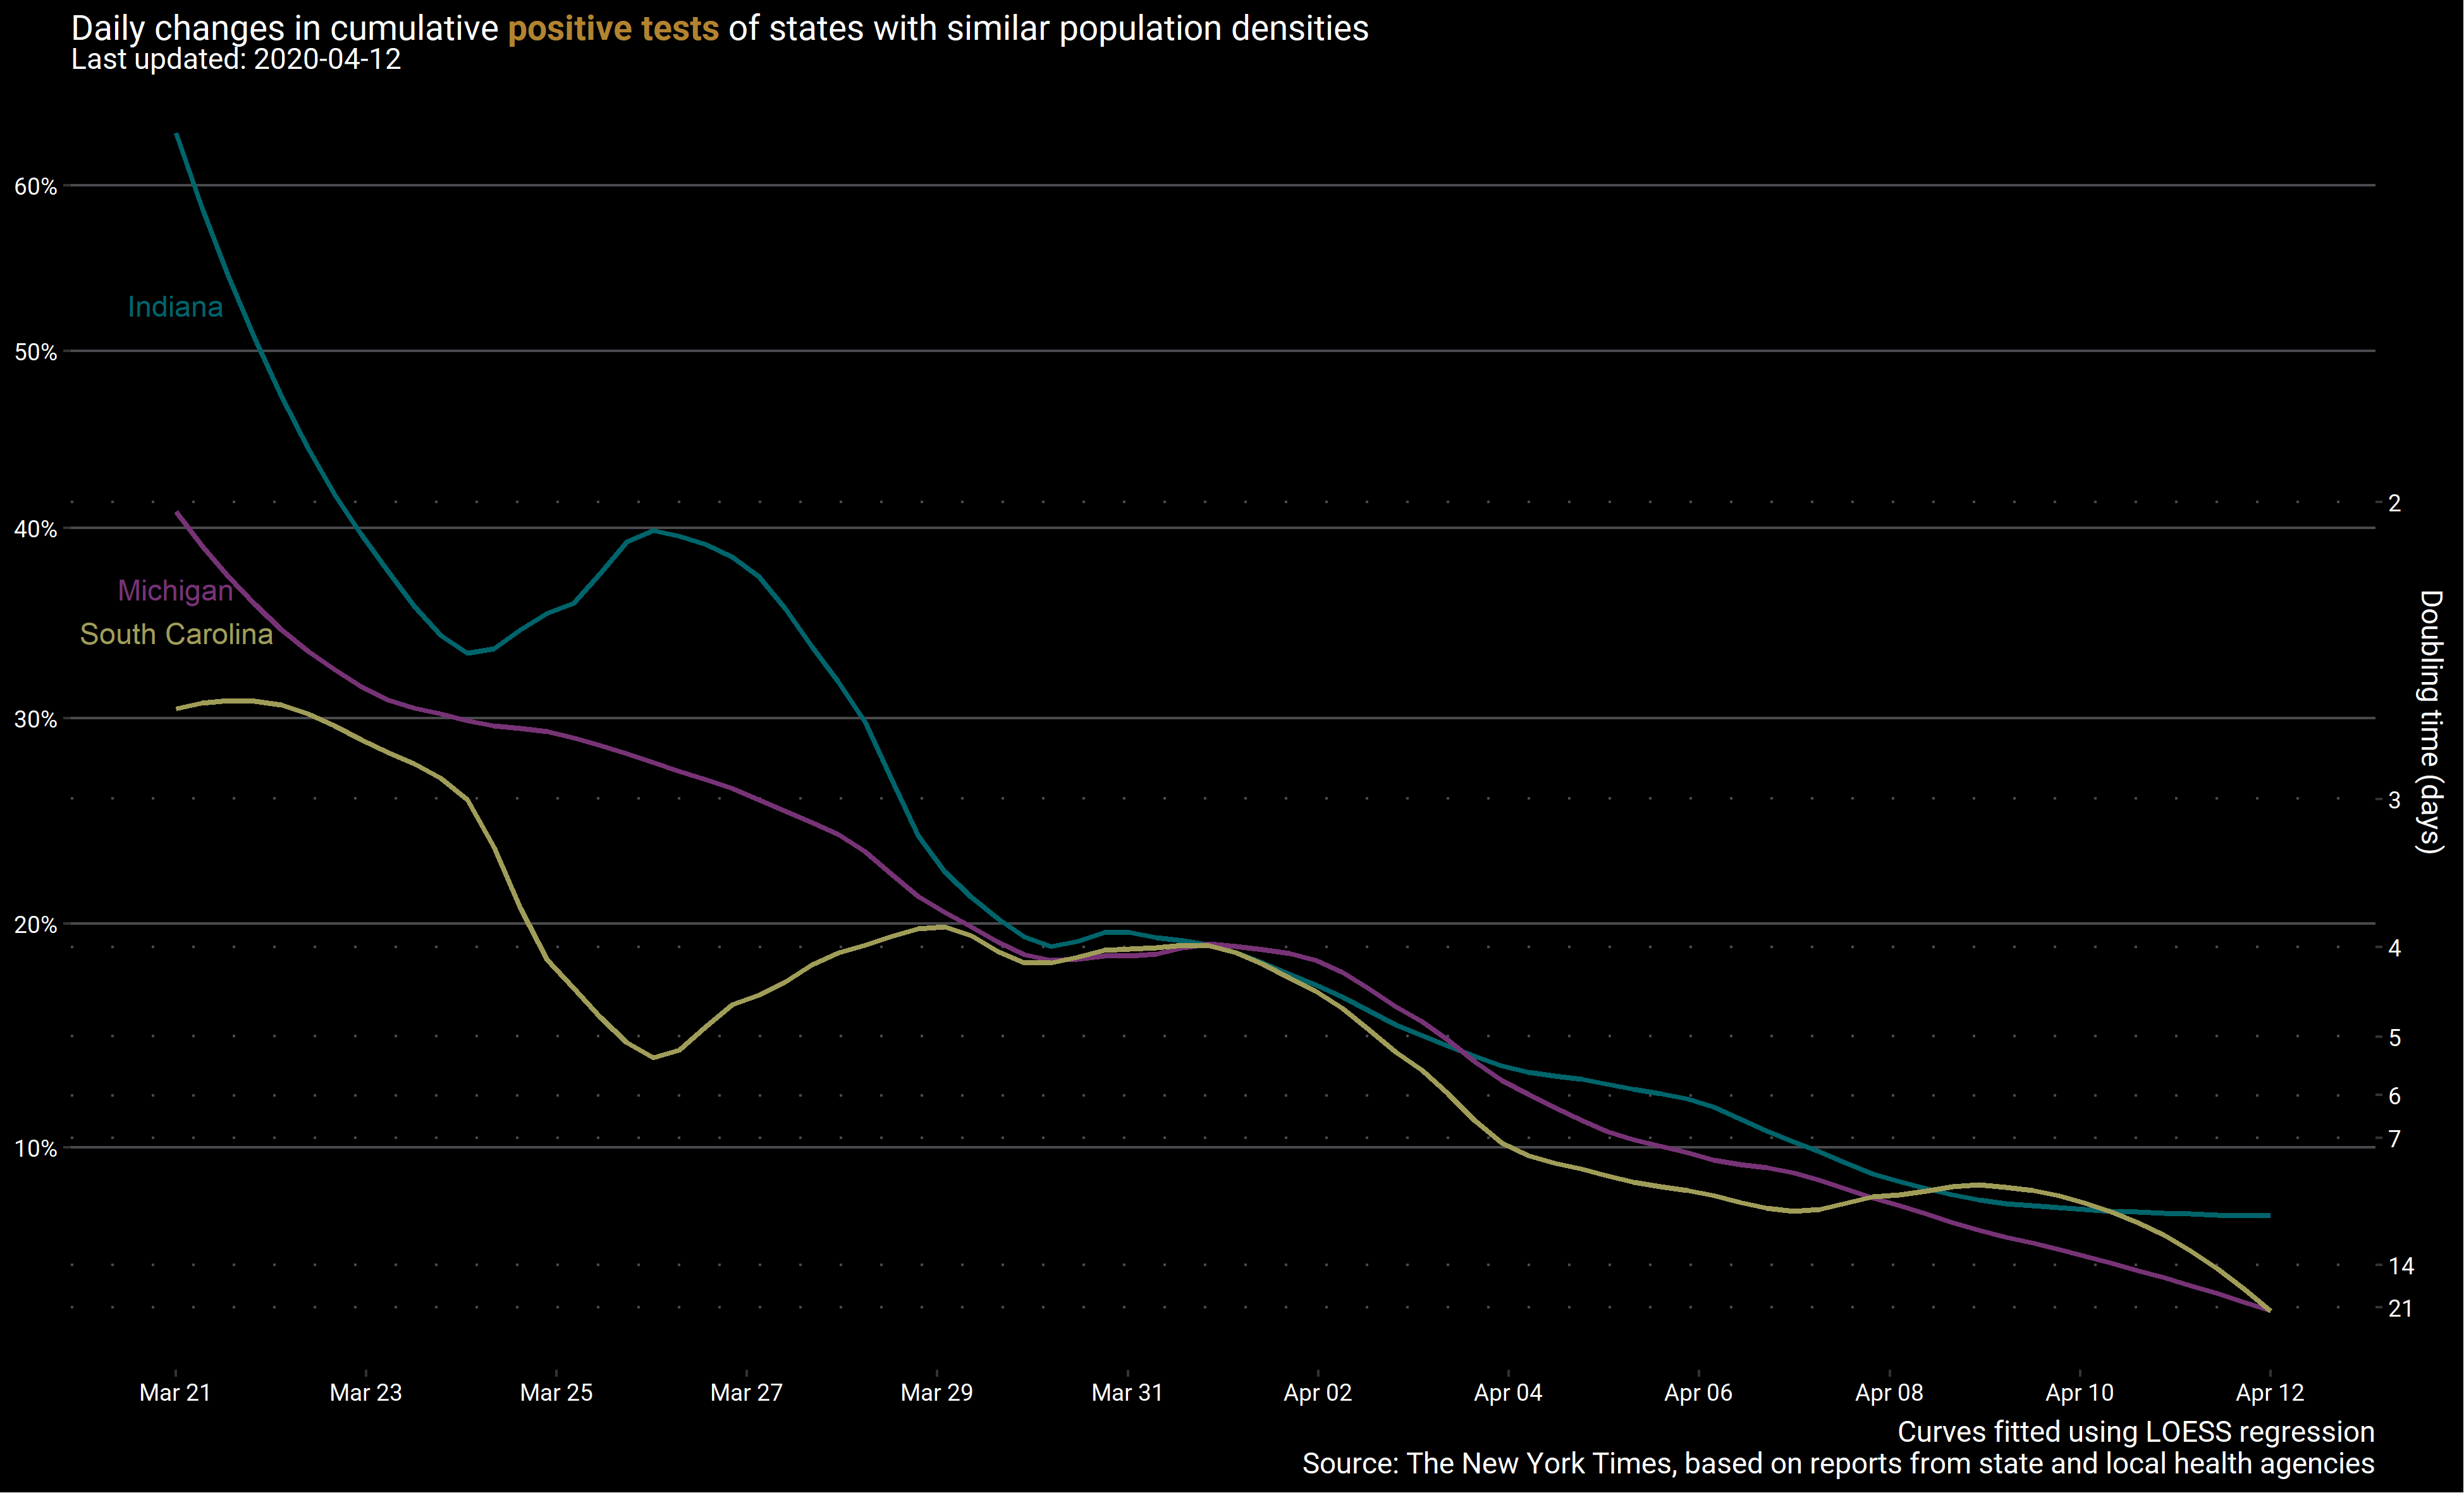 Daily changes in cumulative positive tests of states with similar population densities
Last updated: 2020-04-12
60%
50%
40%
30%
20%
10%
Indiana
Michigan
South Carolina
2
3
4
5
6
7
14
21
Doubling time (days)
Mar 21 Mar 23 Mar 25 Mar 27 Mar 29 Mar 31 Apr 02 Apr 04 Apr 06 Apr 08 Apr 10 Apr 12
Curves fitted using LOESS regression
Source: The New York Times, based on reports from state and local health agencies